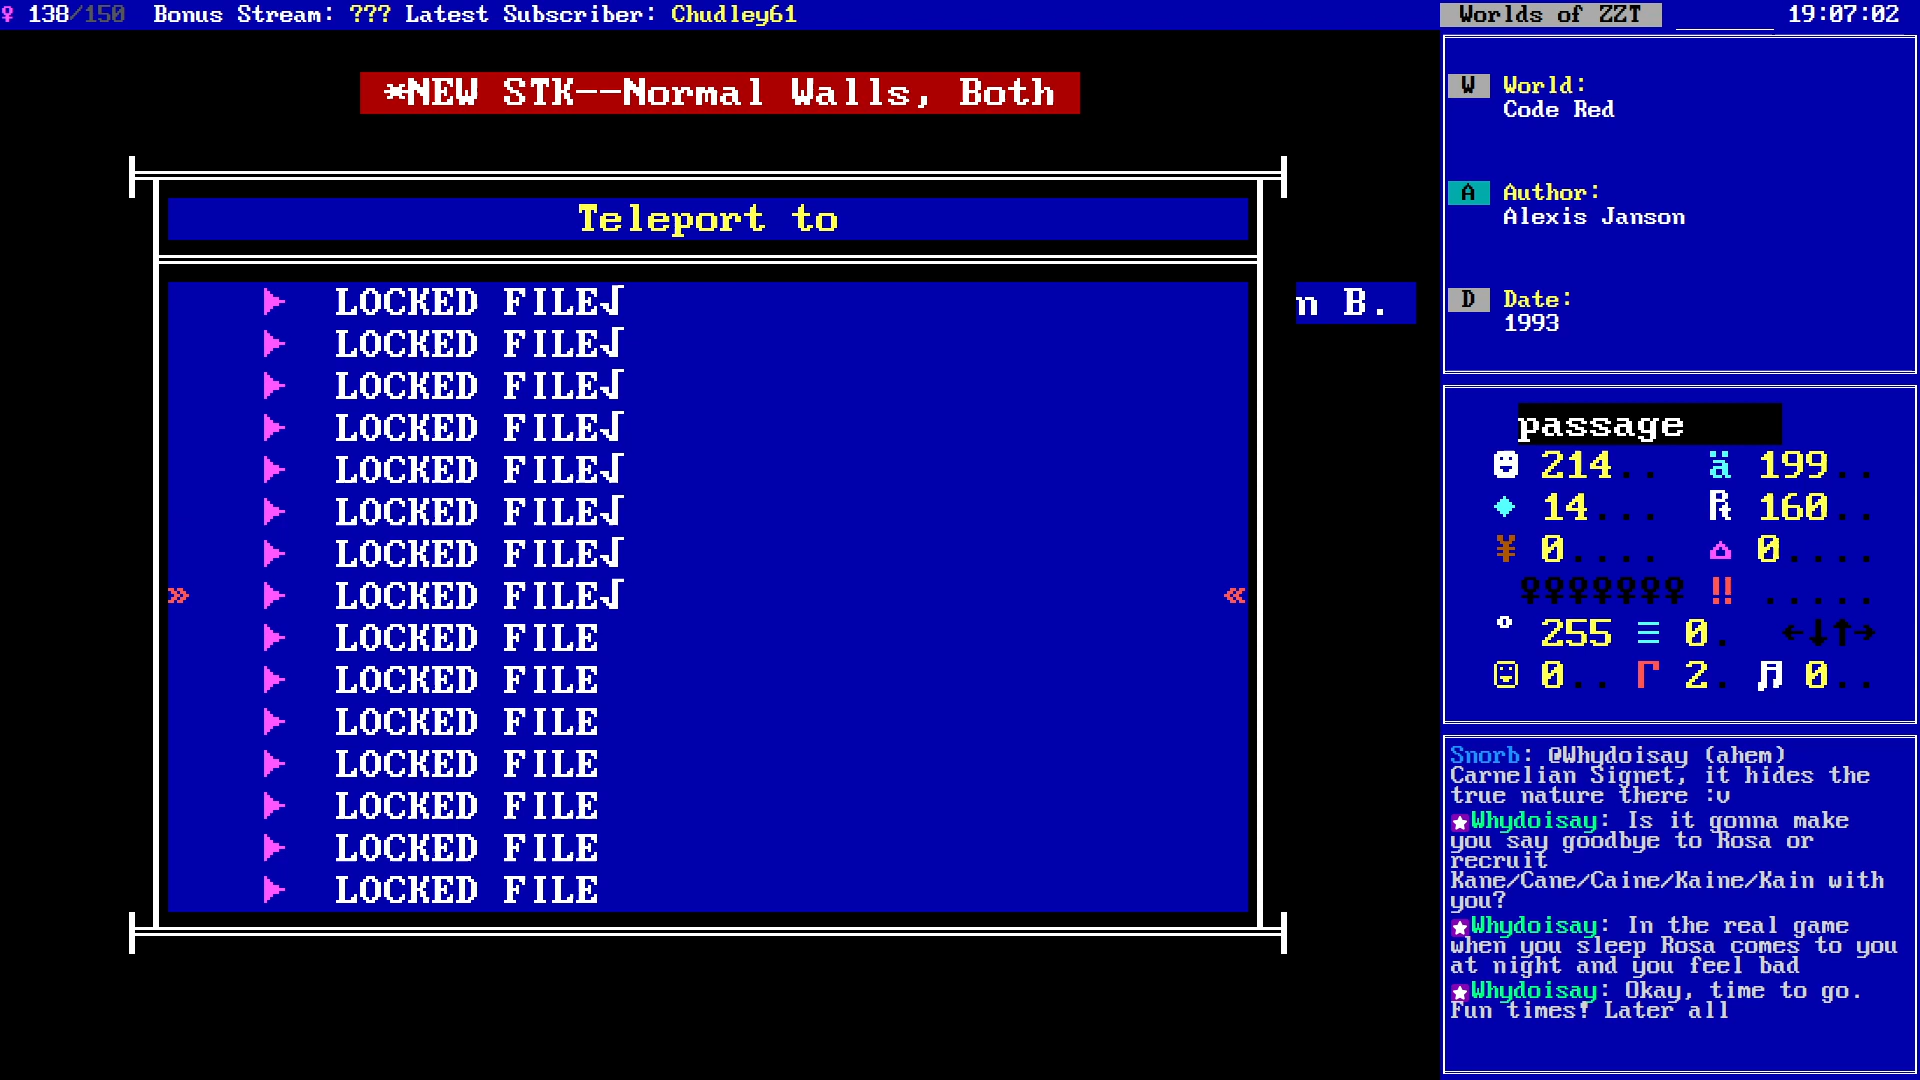 ♀ 138/150 Bonus Stream: ??? Latest Subscriber: Chudley61
Worlds of ZZT
19:07:02
*NEW STK--Normal Walls, Both
Teleport to
LOCKED FILE√
LOCKED FILE√
LOCKED FILE√
LOCKED FILE√
LOCKED FILE√
LOCKED FILE√
LOCKED FILE√
» LOCKED FILE√ «
LOCKED FILE
LOCKED FILE
LOCKED FILE
LOCKED FILE
LOCKED FILE
LOCKED FILE
LOCKED FILE
n B.
W World:
Code Red
A Author:
Alexis Janson
D Date:
1993
passage
214.. ä 199..
14... ℞ 160..
¥ 0.... 0....
♀♀♀♀♀♀♀ ‼ .....
° 255 ≡ 0. ←↓↑→
0.. Γ 2. ♫ 0..
Snorb: @Whydoisay (ahem)
Carnelian Signet, it hides the
true nature there :v
Whydoisay: Is it gonna make
you say goodbye to Rosa or
recruit
Kane/Cane/Caine/Kaine/Kain with
you?
Whydoisay: In the real game
when you sleep Rosa comes to you
at night and you feel bad
Whydoisay: Okay, time to go.
Fun times! Later all